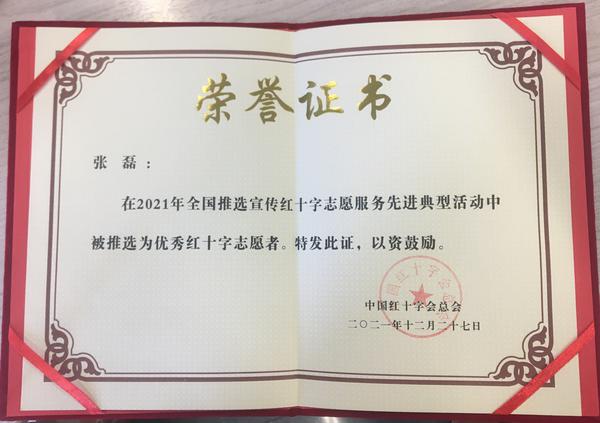 荣誉证书
张磊：
在2021年全国推选宣传红十字志愿服务先进典型活动中
被推选为优秀红十字志愿者。特发此证，以资鼓励。
中国红十字会总会
二〇二一年十二月二十七日